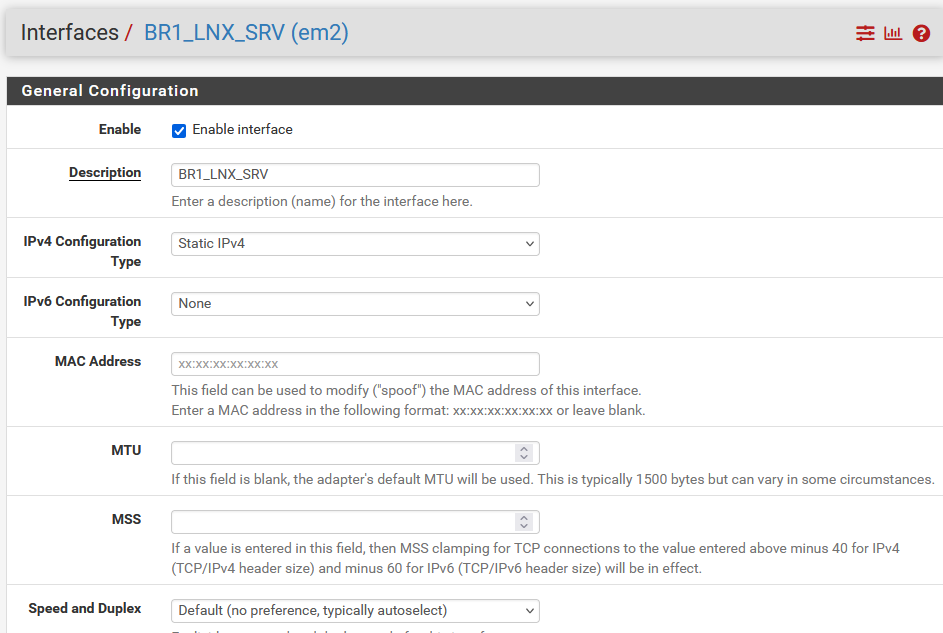 Interfaces / BR1_LNX_SRV (em2)
General Configuration
Enable
Enable interface
Description
BR1_LNX_SRV
Enter a description (name) for the interface here.
IPv4 Configuration
Type
Static IPv4
IPv6 Configuration
Type
None
MAC Address
xx:xx:xx:xx:xx:xx
This field can be used to modify ("spoof") the MAC address of this interface.
Enter a MAC address in the following format: xx:xx:xx:xx:xx:xx or leave blank.
MTU
If this field is blank, the adapter's default MTU will be used. This is typically 1500 bytes but can vary in some circumstances.
MSS
If a value is entered in this field, then MSS clamping for TCP connections to the value entered above minus 40 for IPv4
(TCP/IPv4 header size) and minus 60 for IPv6 (TCP/IPv6 header size) will be in effect.
Speed and Duplex
Default (no preference, typically autoselect)